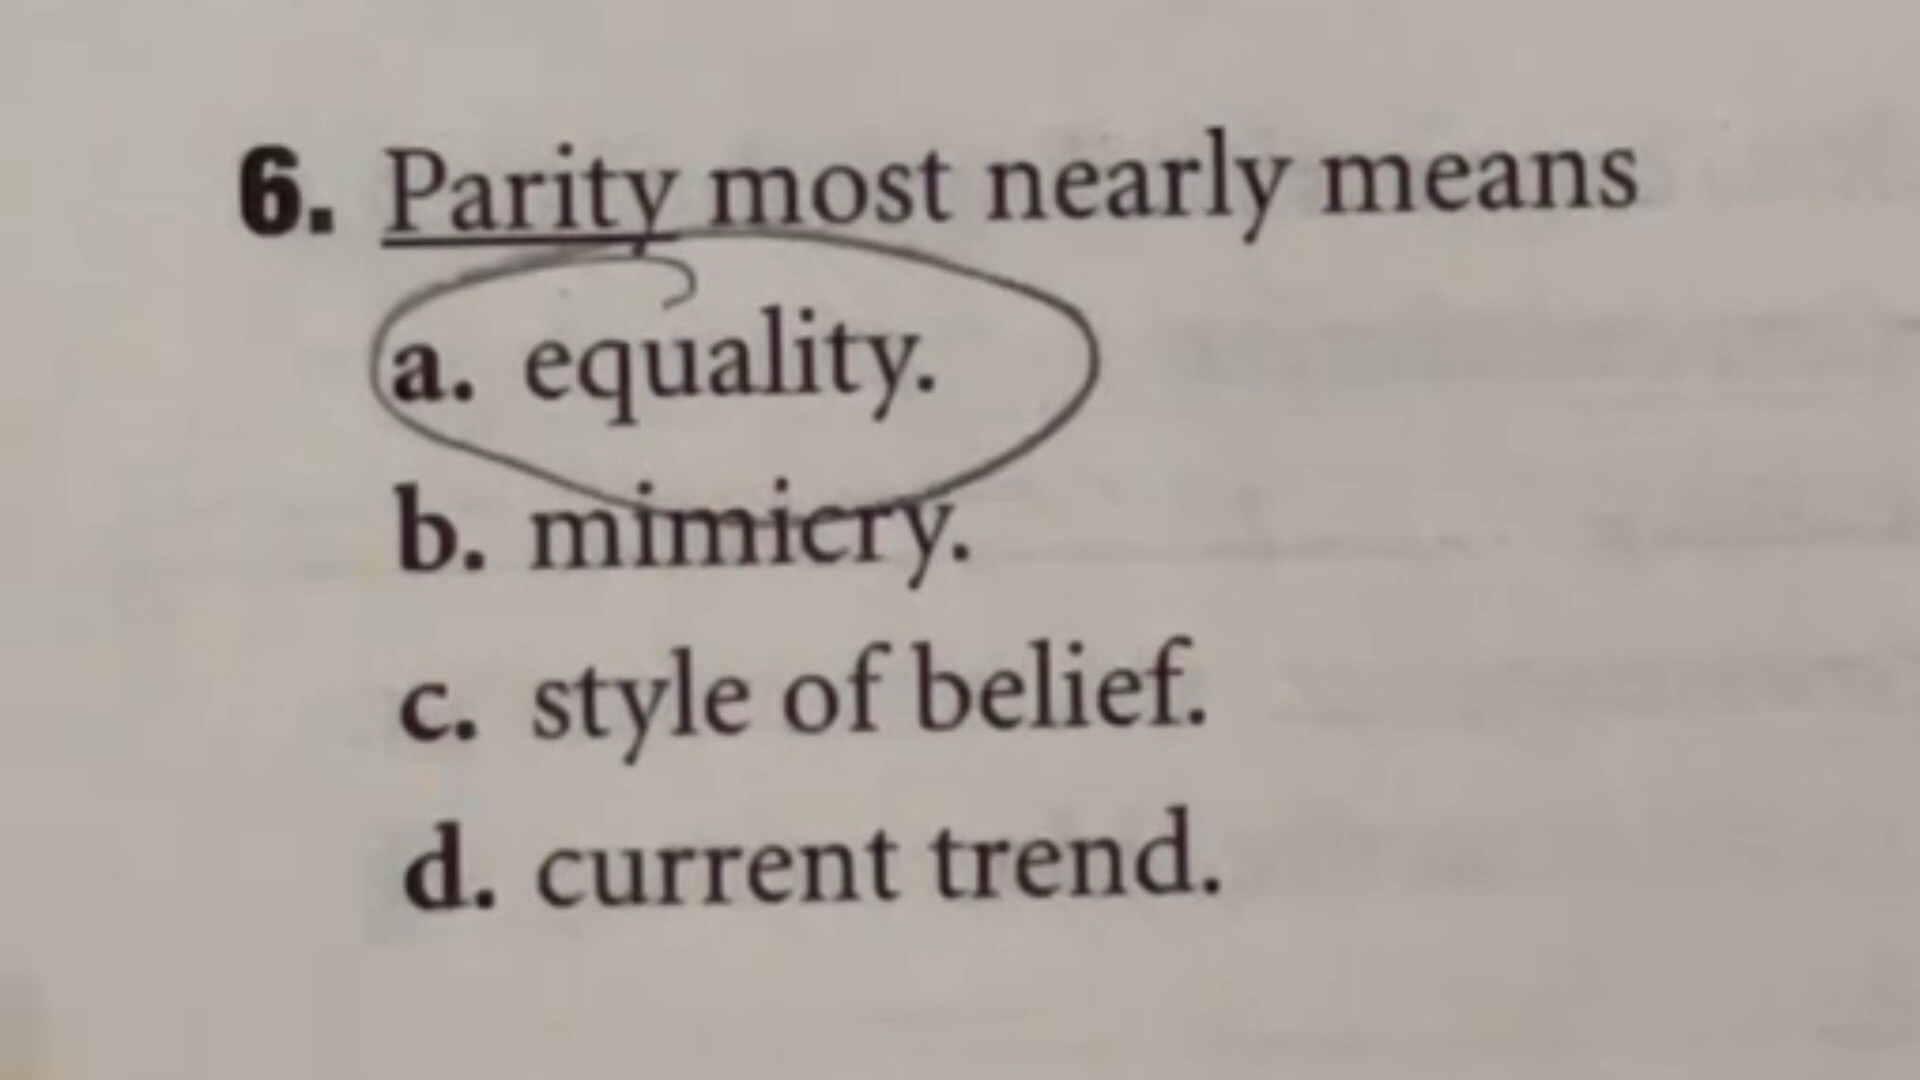 6. Parity most nearly means
a. equality.
b. mimicry.
c. style of belief.
d. current trend.